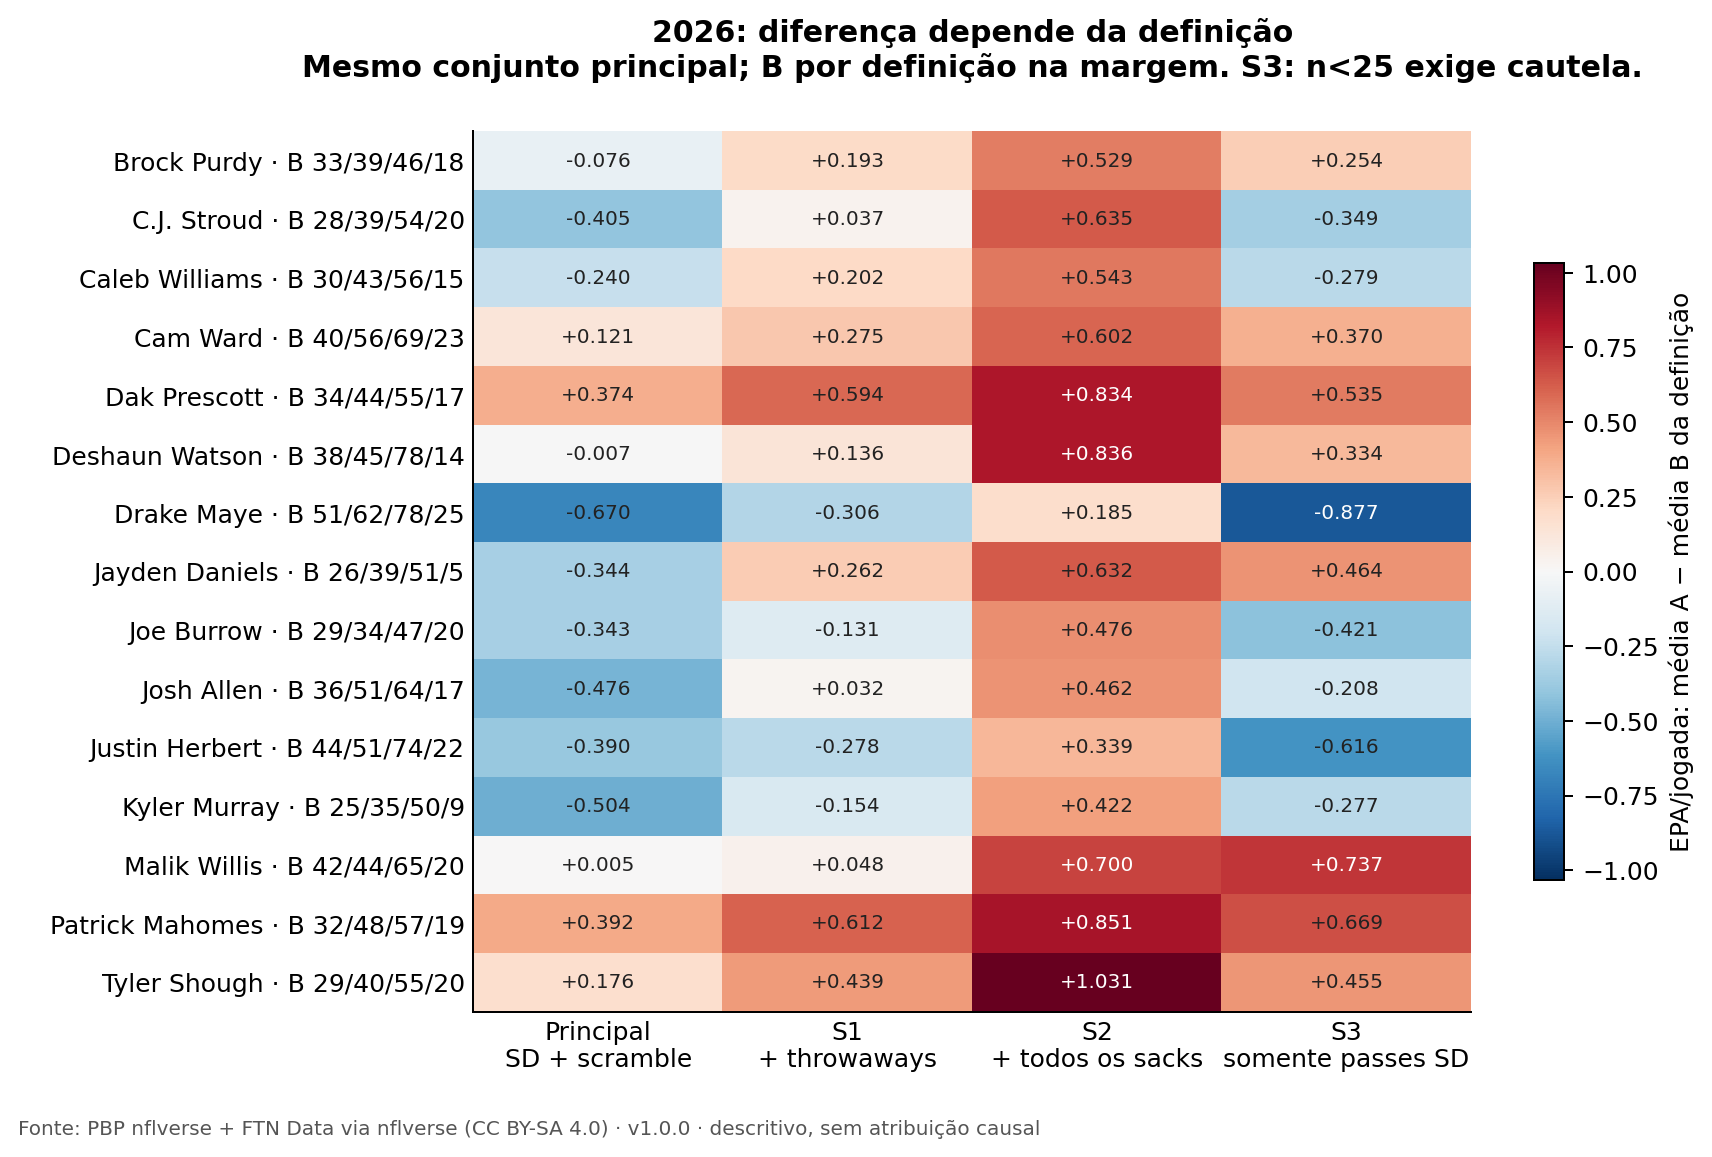 2026: diferença depende da definição
Mesmo conjunto principal; B por definição na margem. S3: n<25 exige cautela.
Brock Purdy · B 33/39/46/18 -0.076 +0.193 +0.529 +0.254
C.J. Stroud · B 28/39/54/20 -0.405 +0.037 +0.635 -0.349
Caleb Williams · B 30/43/56/15 -0.240 +0.202 +0.543 -0.279
Cam Ward · B 40/56/69/23 +0.121 +0.275 +0.602 +0.370
Dak Prescott · B 34/44/55/17 +0.374 +0.594 +0.834 +0.535
Deshaun Watson · B 38/45/78/14 -0.007 +0.136 +0.836 +0.334
Drake Maye · B 51/62/78/25 -0.670 -0.306 +0.185 -0.877
Jayden Daniels · B 26/39/51/5 -0.344 +0.262 +0.632 +0.464
Joe Burrow · B 29/34/47/20 -0.343 -0.131 +0.476 -0.421
Josh Allen · B 36/51/64/17 -0.476 +0.032 +0.462 -0.208
Justin Herbert · B 44/51/74/22 -0.390 -0.278 +0.339 -0.616
Kyler Murray · B 25/35/50/9 -0.504 -0.154 +0.422 -0.277
Malik Willis · B 42/44/65/20 +0.005 +0.048 +0.700 +0.737
Patrick Mahomes · B 32/48/57/19 +0.392 +0.612 +0.851 +0.669
Tyler Shough · B 29/40/55/20 +0.176 +0.439 +1.031 +0.455
Principal S1 S2 S3
SD + scramble + throwaways + todos os sacks somente passes SD
1.00
0.75
0.50
0.25
0.00
−0.25
−0.50
−0.75
−1.00
EPA/jogada: média A − média B da definição
Fonte: PBP nflverse + FTN Data via nflverse (CC BY-SA 4.0) · v1.0.0 · descritivo, sem atribuição causal